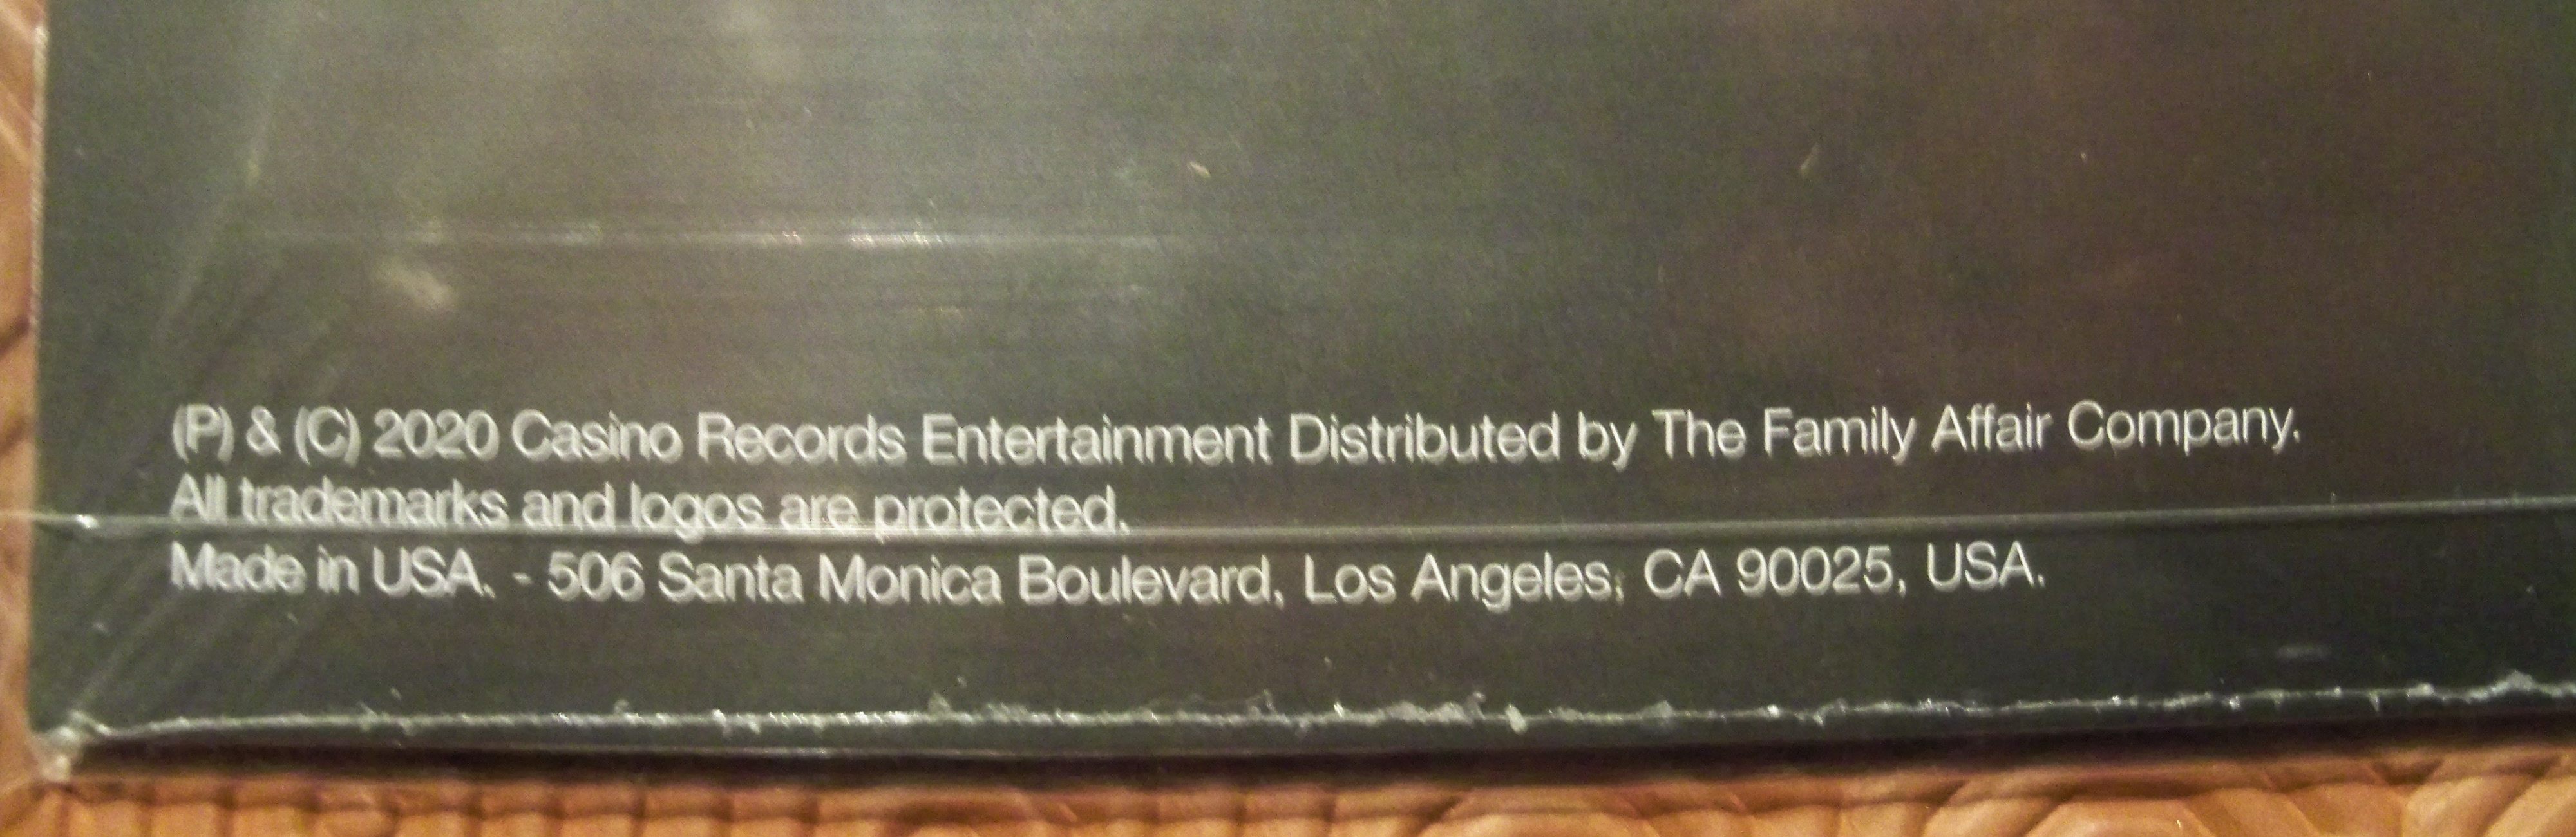 (P) & (C) 2020 Casino Records Entertainment Distributed by The Family Affair Company.
All trademarks and logos are protected.
Made in USA. - 506 Santa Monica Boulevard, Los Angeles, CA 90025, USA.